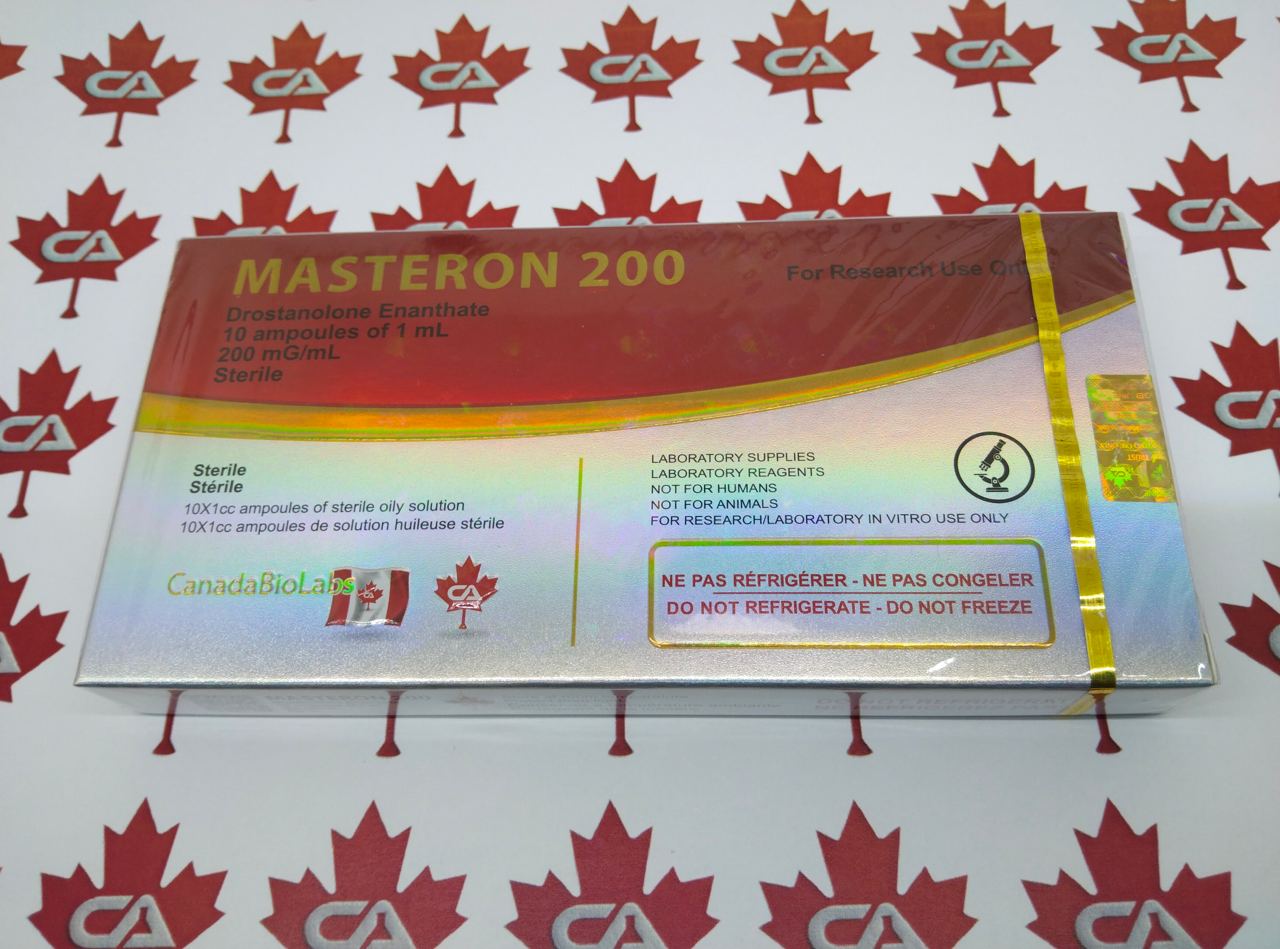 MASTERON 200
For Research Use
Drostanolone Enanthate
10 ampoules of 1 mL
200 mG/mL
Sterile
Sterile
Stérile
10X1cc ampoules of sterile oily solution
10X1cc ampoules de solution huileuse stérile
CanadaBioLabs
CA
LABORATORY SUPPLIES
LABORATORY REAGENTS
NOT FOR HUMANS
NOT FOR ANIMALS
FOR RESEARCH/LABORATORY IN VITRO USE ONLY
NE PAS RÉFRIGÉRER - NE PAS CONGELER
DO NOT REFRIGERATE - DO NOT FREEZE
MASTERON 200